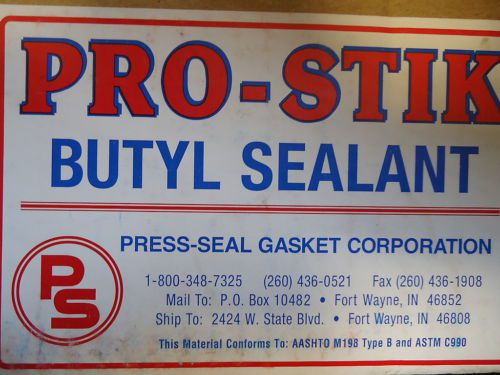 PRO-STIK
BUTYL SEALANT
PRESS-SEAL GASKET CORPORATION
PS
1-800-348-7325 (260) 436-0521 Fax (260) 436-1908
Mail To: P.O. Box 10482 • Fort Wayne, IN 46852
Ship To: 2424 W. State Blvd. • Fort Wayne, IN 46808
This Material Conforms To: AASHTO M198 Type B and ASTM C990